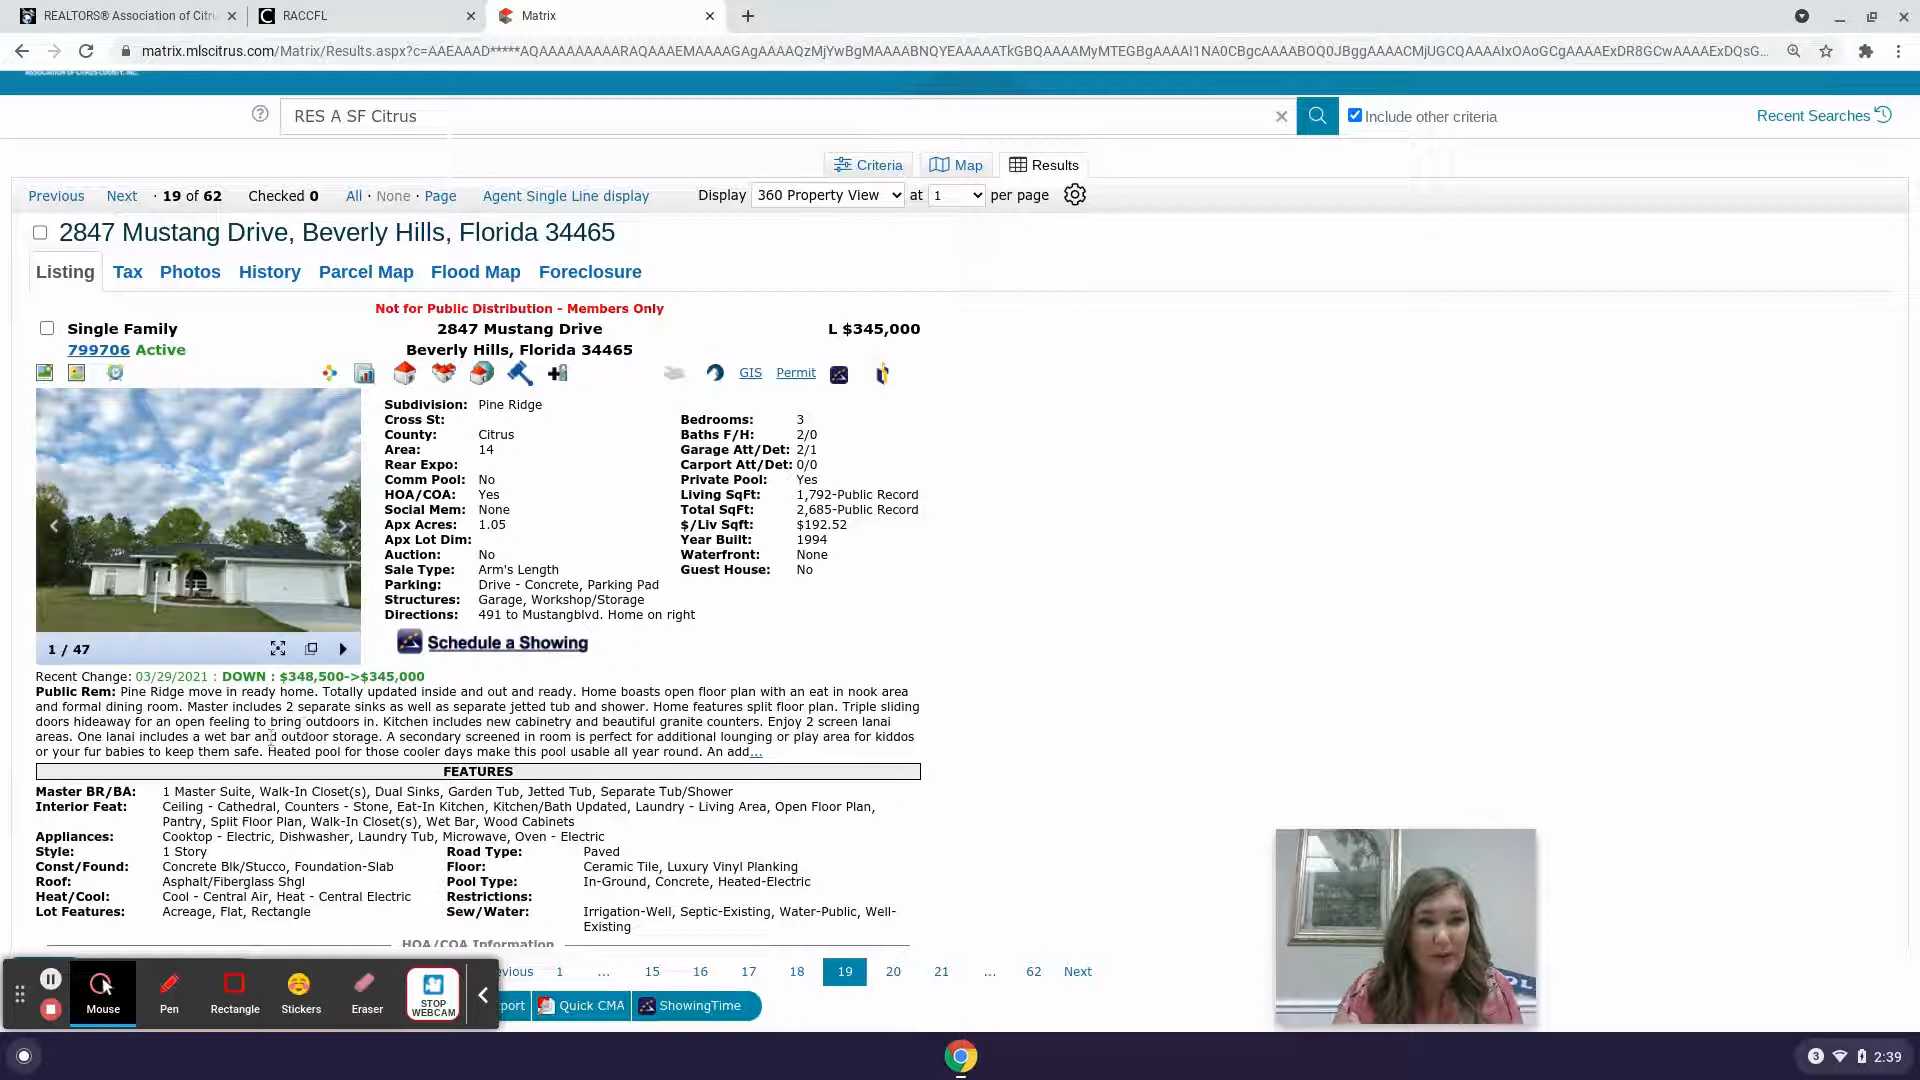 REALTORS® Association of Citru
RACCFL
Matrix
matrix.mlscitrus.com/Matrix/Results.aspx?c=AAEAAAD*****AQAAAAAAAAARAQAAAEMAAAAGAgAAAAQzMjYwBgMAAAABNQYEAAAAATkGBQAAAAMyMTEGBgAAAAI1NA0CBgcAAAABOQ0JBggAAAACMjUGCQAAAAIxOAoGCgAAAAExDR8GCwAAAAExDQsG...
ASSOCIATION OF CITRUS COUNTY, INC.
RES A SF Citrus
Include other criteria
Recent Searches
Criteria
Map
Results
Previous Next · 19 of 62 Checked 0 All · None · Page Agent Single Line display Display 360 Property View at 1 per page
2847 Mustang Drive, Beverly Hills, Florida 34465
Listing Tax Photos History Parcel Map Flood Map Foreclosure
Not for Public Distribution - Members Only
Single Family 2847 Mustang Drive L $345,000
799706 Active Beverly Hills, Florida 34465
GIS Permit
Subdivision: Pine Ridge
Cross St: Bedrooms: 3
County: Citrus Baths F/H: 2/0
Area: 14 Garage Att/Det: 2/1
Rear Expo: Carport Att/Det: 0/0
Comm Pool: No Private Pool: Yes
HOA/COA: Yes Living SqFt: 1,792-Public Record
Social Mem: None Total SqFt: 2,685-Public Record
Apx Acres: 1.05 $/Liv Sqft: $192.52
Apx Lot Dim: Year Built: 1994
Auction: No Waterfront: None
Sale Type: Arm's Length Guest House: No
Parking: Drive - Concrete, Parking Pad
Structures: Garage, Workshop/Storage
Directions: 491 to Mustangblvd. Home on right
Schedule a Showing
1 / 47
Recent Change: 03/29/2021 : DOWN : $348,500->$345,000
Public Rem: Pine Ridge move in ready home. Totally updated inside and out and ready. Home boasts open floor plan with an eat in nook area
and formal dining room. Master includes 2 separate sinks as well as separate jetted tub and shower. Home features split floor plan. Triple sliding
doors hideaway for an open feeling to bring outdoors in. Kitchen includes new cabinetry and beautiful granite counters. Enjoy 2 screen lanai
areas. One lanai includes a wet bar and outdoor storage. A secondary screened in room is perfect for additional lounging or play area for kiddos
or your fur babies to keep them safe. Heated pool for those cooler days make this pool usable all year round. An add...
FEATURES
Master BR/BA: 1 Master Suite, Walk-In Closet(s), Dual Sinks, Garden Tub, Jetted Tub, Separate Tub/Shower
Interior Feat: Ceiling - Cathedral, Counters - Stone, Eat-In Kitchen, Kitchen/Bath Updated, Laundry - Living Area, Open Floor Plan,
Pantry, Split Floor Plan, Walk-In Closet(s), Wet Bar, Wood Cabinets
Appliances: Cooktop - Electric, Dishwasher, Laundry Tub, Microwave, Oven - Electric
Style: 1 Story Road Type: Paved
Const/Found: Concrete Blk/Stucco, Foundation-Slab Floor: Ceramic Tile, Luxury Vinyl Planking
Roof: Asphalt/Fiberglass Shgl Pool Type: In-Ground, Concrete, Heated-Electric
Heat/Cool: Cool - Central Air, Heat - Central Electric Restrictions:
Lot Features: Acreage, Flat, Rectangle Sew/Water: Irrigation-Well, Septic-Existing, Water-Public, Well-
Existing
HOA/COA Information
evious 1 ... 15 16 17 18 19 20 21 ... 62 Next
port Quick CMA ShowingTime
Mouse Pen Rectangle Stickers Eraser STOP WEBCAM
3 2:39